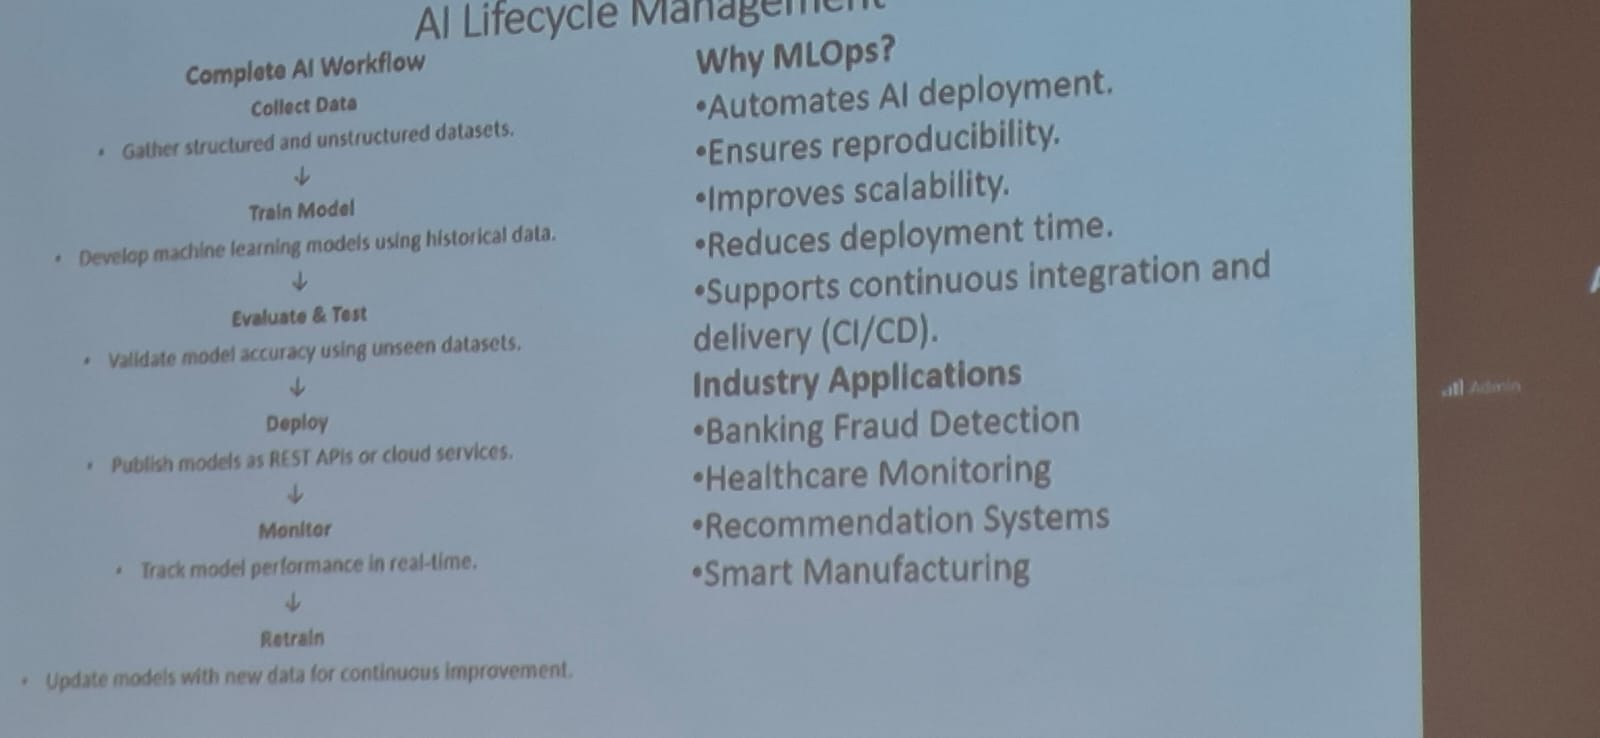 AI Lifecycle Management
Complete AI Workflow
Collect Data
• Gather structured and unstructured datasets.
↓
Train Model
• Develop machine learning models using historical data.
↓
Evaluate & Test
• Validate model accuracy using unseen datasets.
↓
Deploy
• Publish models as REST APIs or cloud services.
↓
Monitor
• Track model performance in real-time.
↓
Retrain
• Update models with new data for continuous improvement.
Why MLOps?
•Automates AI deployment.
•Ensures reproducibility.
•Improves scalability.
•Reduces deployment time.
•Supports continuous integration and
delivery (CI/CD).
Industry Applications
•Banking Fraud Detection
•Healthcare Monitoring
•Recommendation Systems
•Smart Manufacturing
Admin